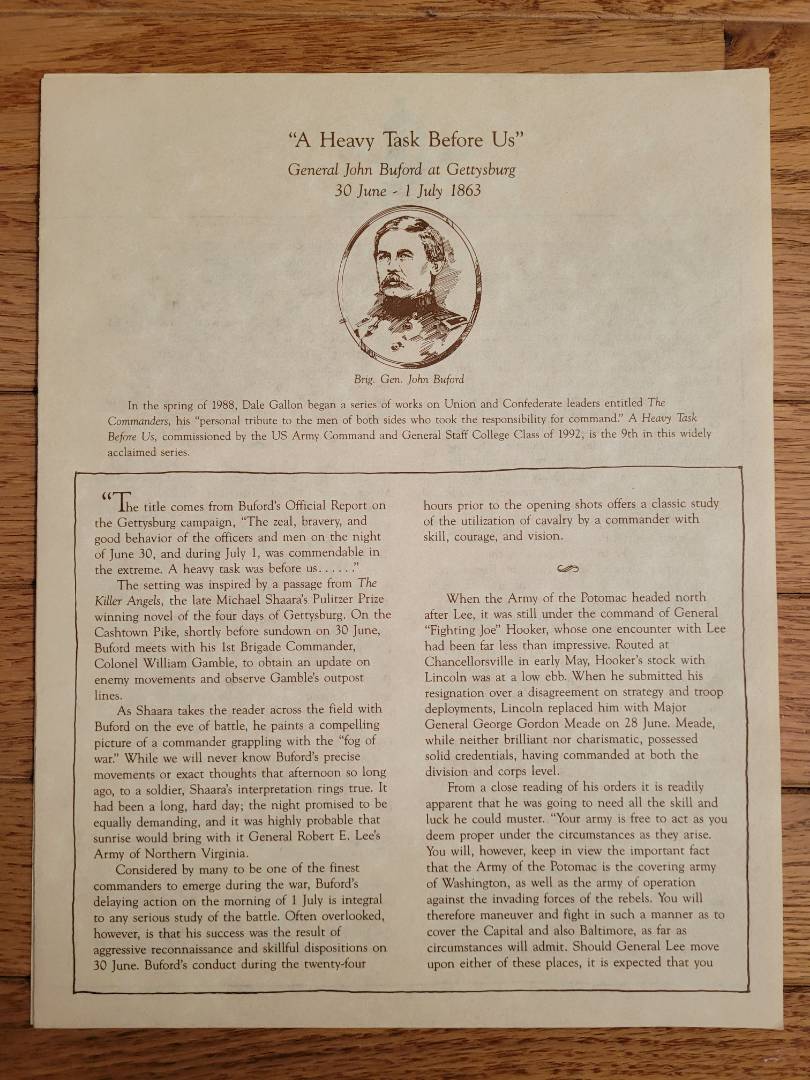 “A Heavy Task Before Us”
General John Buford at Gettysburg
30 June - 1 July 1863
Brig. Gen. John Buford
In the spring of 1988, Dale Gallon began a series of works on Union and Confederate leaders entitled The
Commanders, his “personal tribute to the men of both sides who took the responsibility for command.” A Heavy Task
Before Us, commissioned by the US Army Command and General Staff College Class of 1992, is the 9th in this widely
acclaimed series.
“The title comes from Buford’s Official Report on
the Gettysburg campaign, “The zeal, bravery, and
good behavior of the officers and men on the night
of June 30, and during July 1, was commendable in
the extreme. A heavy task was before us......”
The setting was inspired by a passage from The
Killer Angels, the late Michael Shaara’s Pulitzer Prize
winning novel of the four days of Gettysburg. On the
Cashtown Pike, shortly before sundown on 30 June,
Buford meets with his 1st Brigade Commander,
Colonel William Gamble, to obtain an update on
enemy movements and observe Gamble’s outpost
lines.
As Shaara takes the reader across the field with
Buford on the eve of battle, he paints a compelling
picture of a commander grappling with the “fog of
war.” While we will never know Buford’s precise
movements or exact thoughts that afternoon so long
ago, to a soldier, Shaara’s interpretation rings true. It
had been a long, hard day; the night promised to be
equally demanding, and it was highly probable that
sunrise would bring with it General Robert E. Lee’s
Army of Northern Virginia.
Considered by many to be one of the finest
commanders to emerge during the war, Buford’s
delaying action on the morning of 1 July is integral
to any serious study of the battle. Often overlooked,
however, is that his success was the result of
aggressive reconnaissance and skillful dispositions on
30 June. Buford’s conduct during the twenty-four
hours prior to the opening shots offers a classic study
of the utilization of cavalry by a commander with
skill, courage, and vision.
When the Army of the Potomac headed north
after Lee, it was still under the command of General
“Fighting Joe” Hooker, whose one encounter with Lee
had been far less than impressive. Routed at
Chancellorsville in early May, Hooker’s stock with
Lincoln was at a low ebb. When he submitted his
resignation over a disagreement on strategy and troop
deployments, Lincoln replaced him with Major
General George Gordon Meade on 28 June. Meade,
while neither brilliant nor charismatic, possessed
solid credentials, having commanded at both the
division and corps level.
From a close reading of his orders it is readily
apparent that he was going to need all the skill and
luck he could muster. “Your army is free to act as you
deem proper under the circumstances as they arise.
You will, however, keep in view the important fact
that the Army of the Potomac is the covering army
of Washington, as well as the army of operation
against the invading forces of the rebels. You will
therefore maneuver and fight in such a manner as to
cover the Capital and also Baltimore, as far as
circumstances will admit. Should General Lee move
upon either of these places, it is expected that you